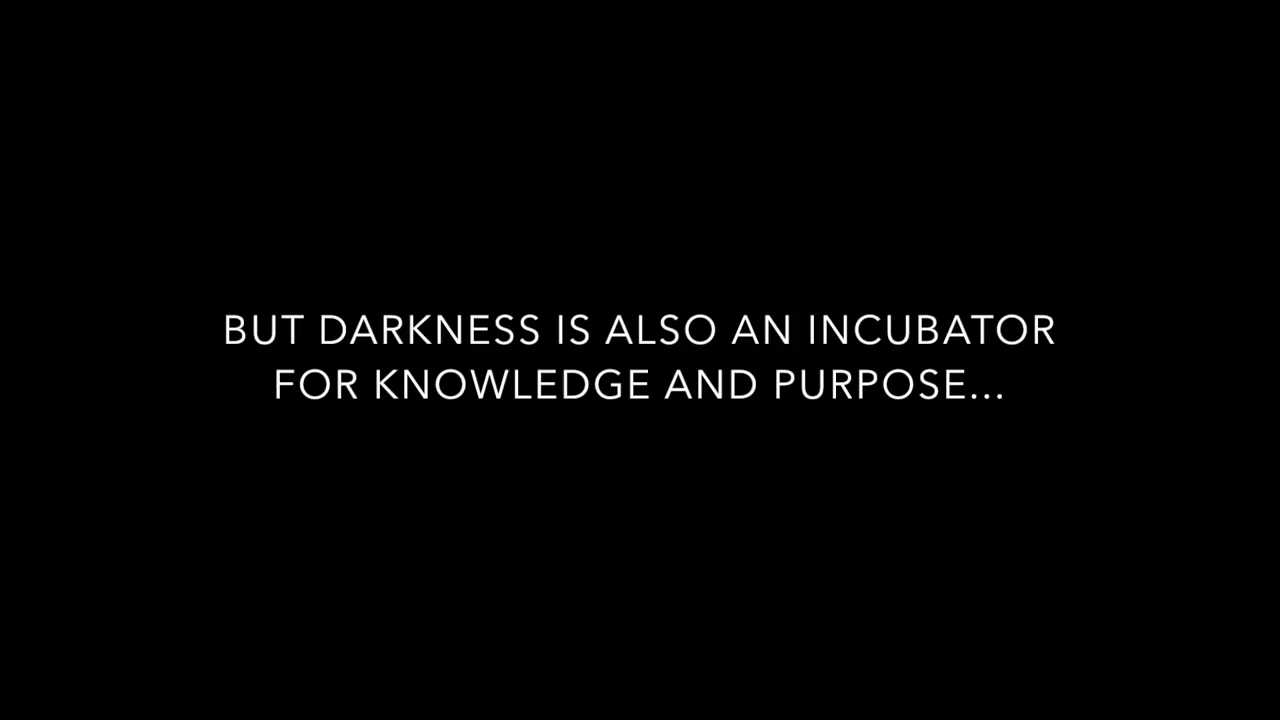 BUT DARKNESS IS ALSO AN INCUBATOR
FOR KNOWLEDGE AND PURPOSE...